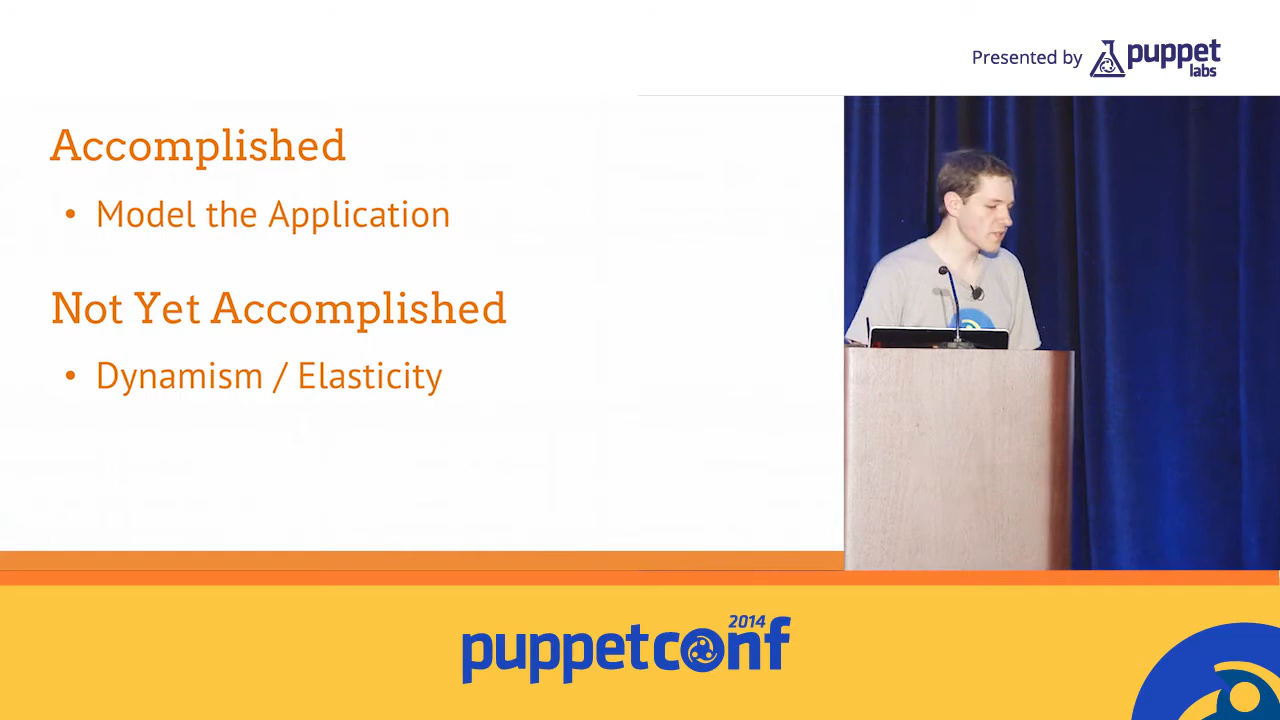 Presented by puppet labs
Accomplished
• Model the Application
Not Yet Accomplished
• Dynamism / Elasticity
2014
puppetconf